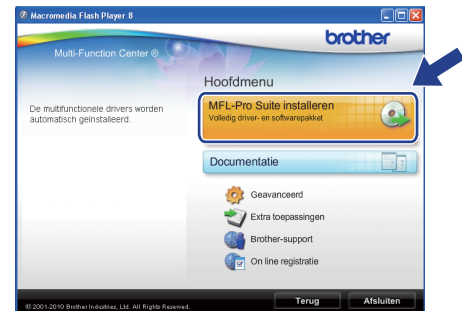 Macromedia Flash Player 8
brother
Multi-Function Center ®
Hoofdmenu
De multifunctionele drivers worden
automatisch geïnstalleerd.
MFL-Pro Suite installeren
Volledig driver- en softwarepakket
Documentatie
Geavanceerd
Extra toepassingen
Brother-support
On line registratie
© 2001-2010 Brother Industries, Ltd. All Rights Reserved.
Terug
Afsluiten